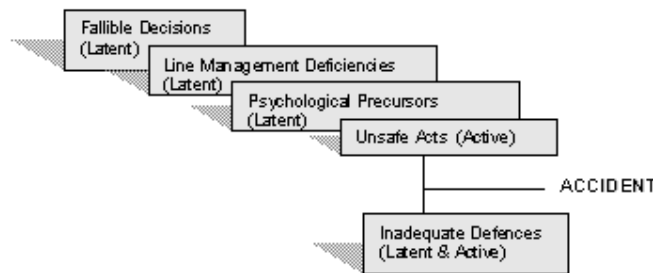 Fallible Decisions
(Latent)
Line Management Deficiencies
(Latent)
Psychological Precursors
(Latent)
Unsafe Acts (Active)
ACCIDENT
Inadequate Defences
(Latent & Active)